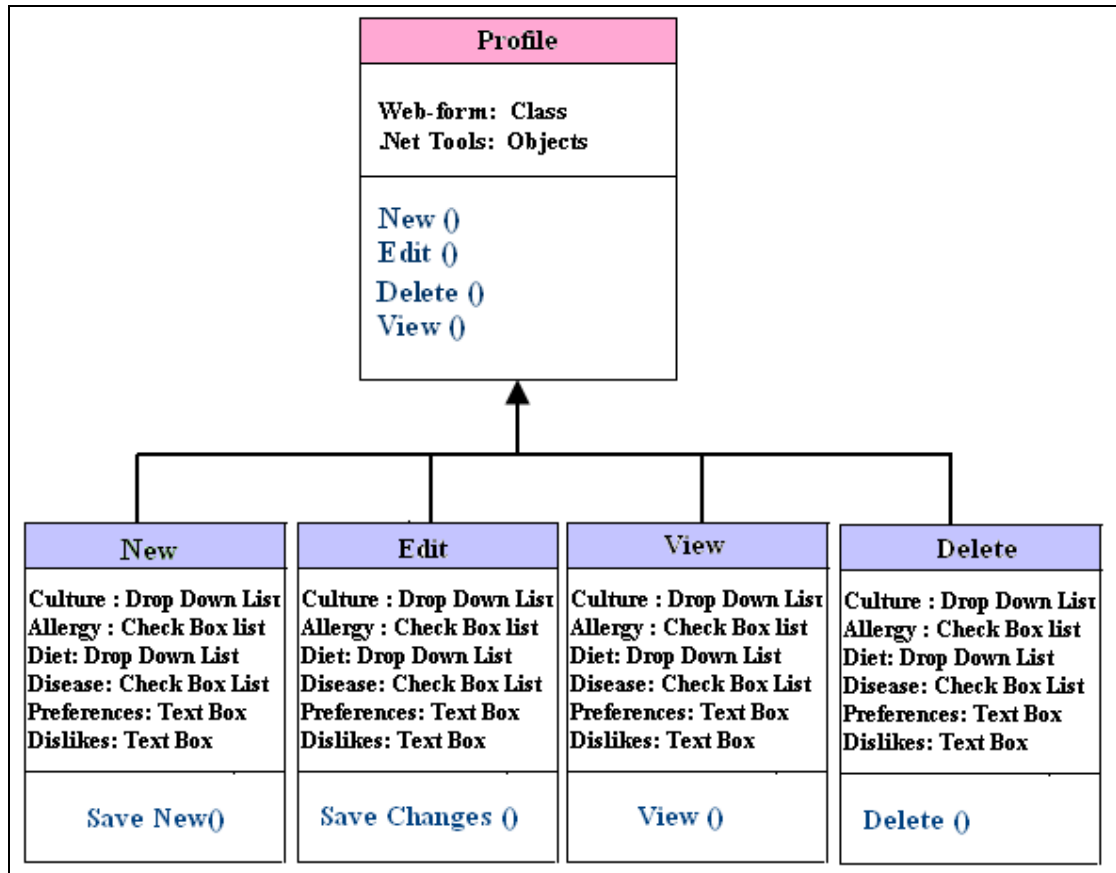 Profile
Web-form: Class
.Net Tools: Objects
New ()
Edit ()
Delete ()
View ()
New
Culture : Drop Down List
Allergy : Check Box list
Diet: Drop Down List
Disease: Check Box List
Preferences: Text Box
Dislikes: Text Box
Save New()
Edit
Culture : Drop Down List
Allergy : Check Box list
Diet: Drop Down List
Disease: Check Box List
Preferences: Text Box
Dislikes: Text Box
Save Changes ()
View
Culture : Drop Down List
Allergy : Check Box list
Diet: Drop Down List
Disease: Check Box List
Preferences: Text Box
Dislikes: Text Box
View ()
Delete
Culture : Drop Down List
Allergy : Check Box list
Diet: Drop Down List
Disease: Check Box List
Preferences: Text Box
Dislikes: Text Box
Delete ()